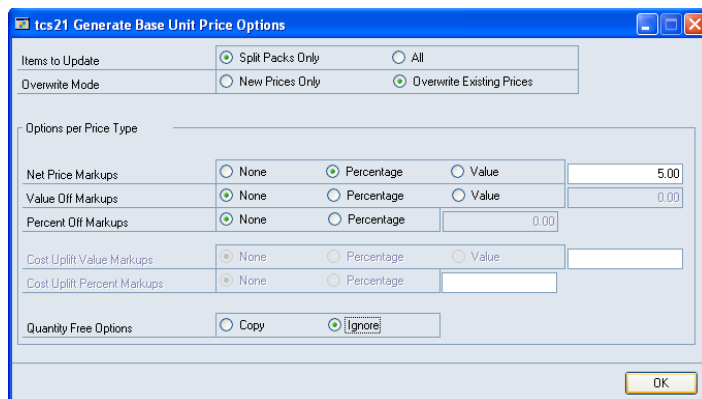 tcs21 Generate Base Unit Price Options
Items to Update Split Packs Only All
Overwrite Mode New Prices Only Overwrite Existing Prices
Options per Price Type
Net Price Markups None Percentage Value 5.00
Value Off Markups None Percentage Value 0.00
Percent Off Markups None Percentage 0.00
Cost Uplift Value Markups None Percentage Value
Cost Uplift Percent Markups None Percentage
Quantity Free Options Copy Ignore
OK